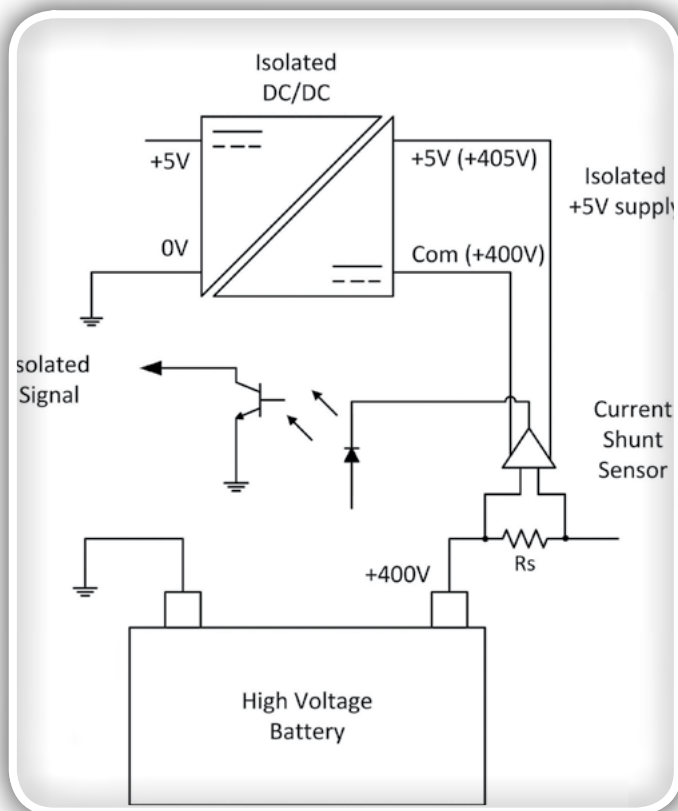 Isolated
DC/DC
+5V
+5V (+405V)
Isolated
+5V supply
0V
Com (+400V)
solated
Signal
Current
Shunt
Sensor
+400V
Rs
High Voltage
Battery